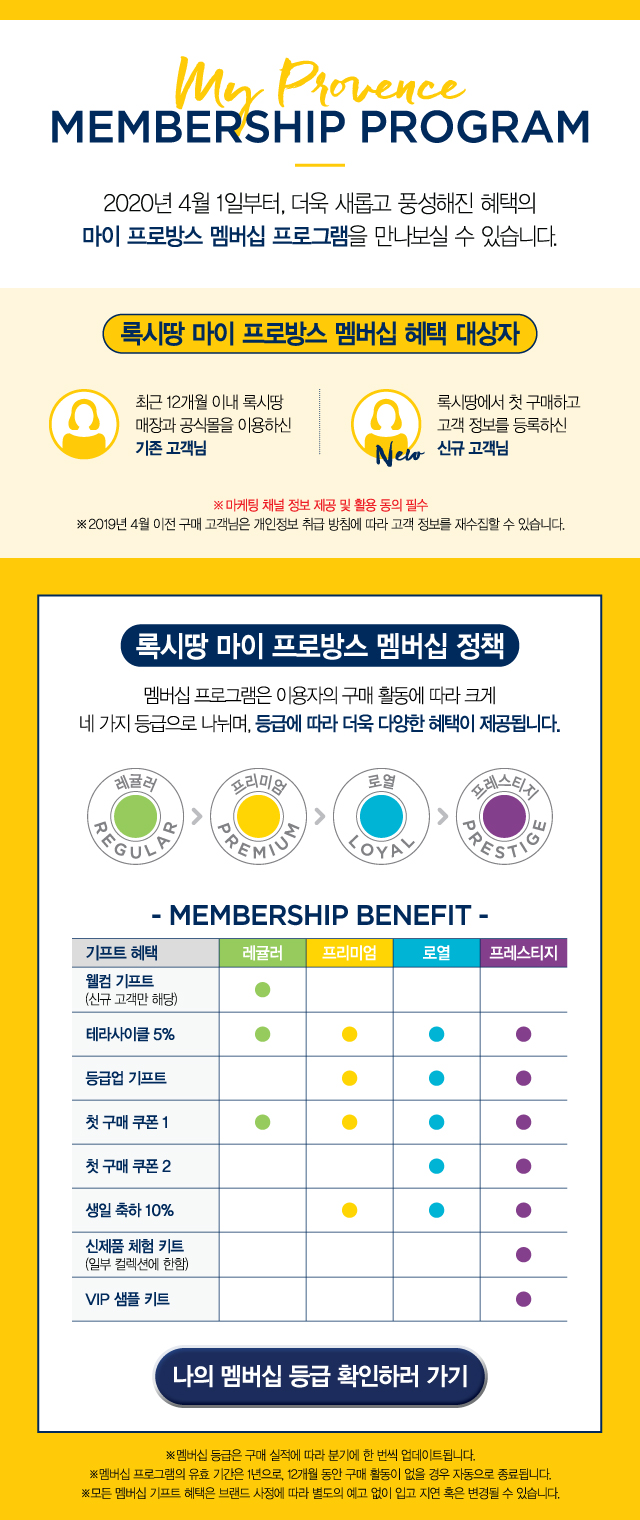 My Provence
MEMBERSHIP PROGRAM
2020년 4월 1일부터, 더욱 새롭고 풍성해진 혜택의
마이 프로방스 멤버십 프로그램을 만나보실 수 있습니다.
록시땅 마이 프로방스 멤버십 혜택 대상자
최근 12개월 이내 록시땅
매장과 공식몰을 이용하신
기존 고객님
New
록시땅에서 첫 구매하고
고객 정보를 등록하신
신규 고객님
※ 마케팅 채널 정보 제공 및 활용 동의 필수
※ 2019년 4월 이전 구매 고객님은 개인정보 취급 방침에 따라 고객 정보를 재수집할 수 있습니다.
록시땅 마이 프로방스 멤버십 정책
멤버십 프로그램은 이용자의 구매 활동에 따라 크게
네 가지 등급으로 나뉘며, 등급에 따라 더욱 다양한 혜택이 제공됩니다.
레귤러
REGULAR
프리미엄
PREMIUM
로열
LOYAL
프레스티지
PRESTIGE
- MEMBERSHIP BENEFIT -
기프트 혜택 레귤러 프리미엄 로열 프레스티지
웰컴 기프트
(신규 고객만 해당)
테라사이클 5%
등급업 기프트
첫 구매 쿠폰 1
첫 구매 쿠폰 2
생일 축하 10%
신제품 체험 키트
(일부 컬렉션에 한함)
VIP 샘플 키트
나의 멤버십 등급 확인하러 가기
※멤버십 등급은 구매 실적에 따라 분기에 한 번씩 업데이트됩니다.
※멤버십 프로그램의 유효 기간은 1년으로, 12개월 동안 구매 활동이 없을 경우 자동으로 종료됩니다.
※모든 멤버십 기프트 혜택은 브랜드 사정에 따라 별도의 예고 없이 입고 지연 혹은 변경될 수 있습니다.